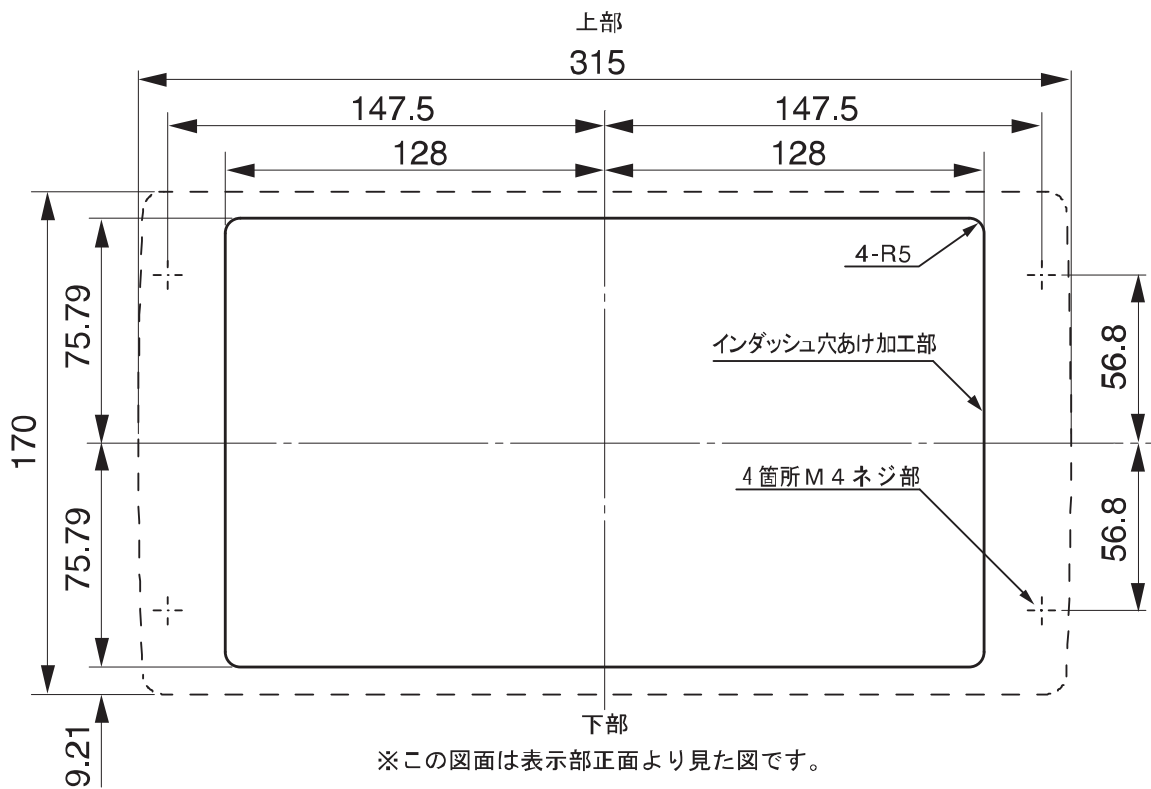 上部
315
147.5
147.5
128
128
4-R5
75.79
インダッシュ穴あけ加工部
56.8
170
4箇所M4ネジ部
75.79
56.8
下部
9.21
※この図面は表示部正面より見た図です。